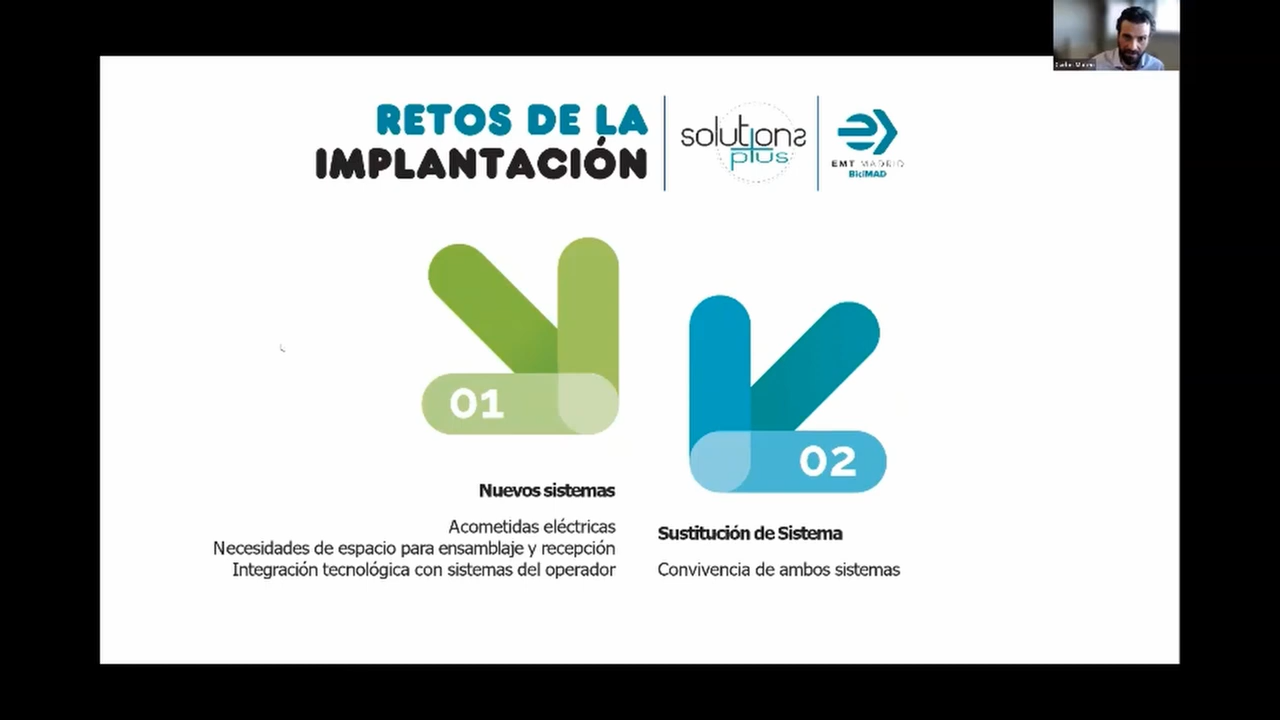 RETOS DE LA
IMPLANTACIÓN
solutions
plus
EMT MADRID
BiciMAD
01
02
Nuevos sistemas
Acometidas eléctricas
Necesidades de espacio para ensamblaje y recepción
Integración tecnológica con sistemas del operador
Sustitución de Sistema
Convivencia de ambos sistemas